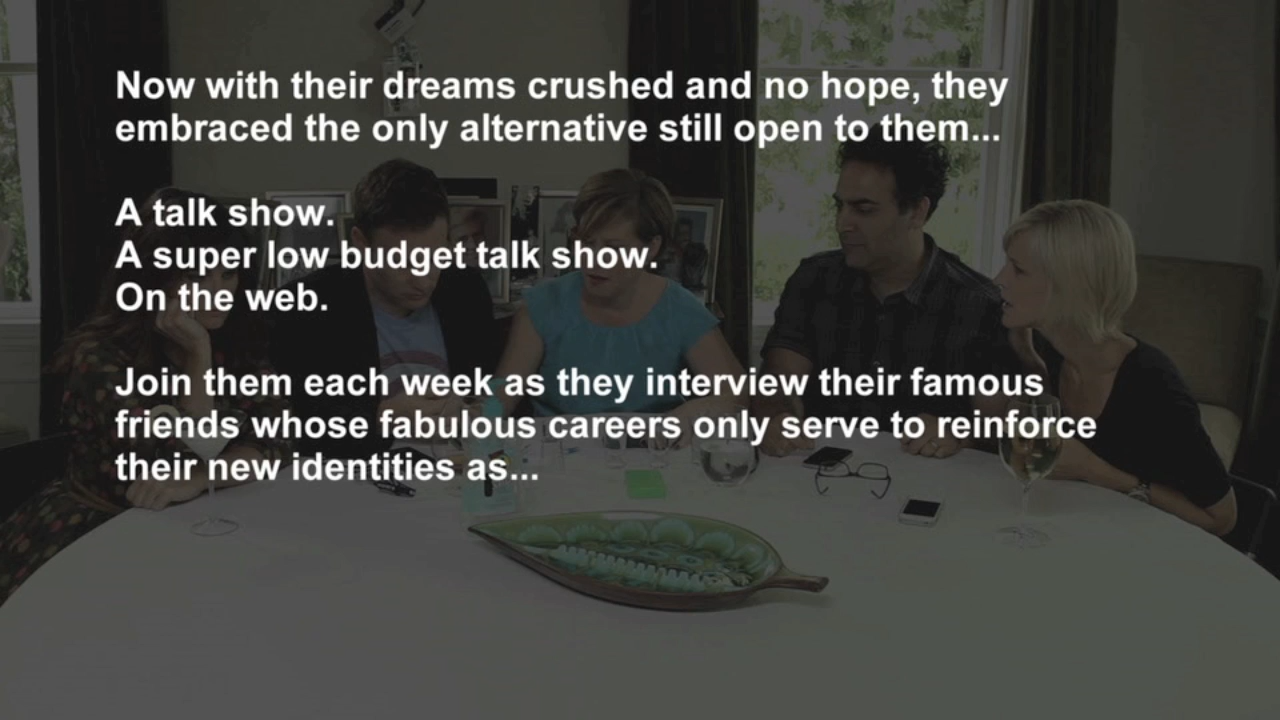 Now with their dreams crushed and no hope, they
embraced the only alternative still open to them...
A talk show.
A super low budget talk show.
On the web.
Join them each week as they interview their famous
friends whose fabulous careers only serve to reinforce
their new identities as...